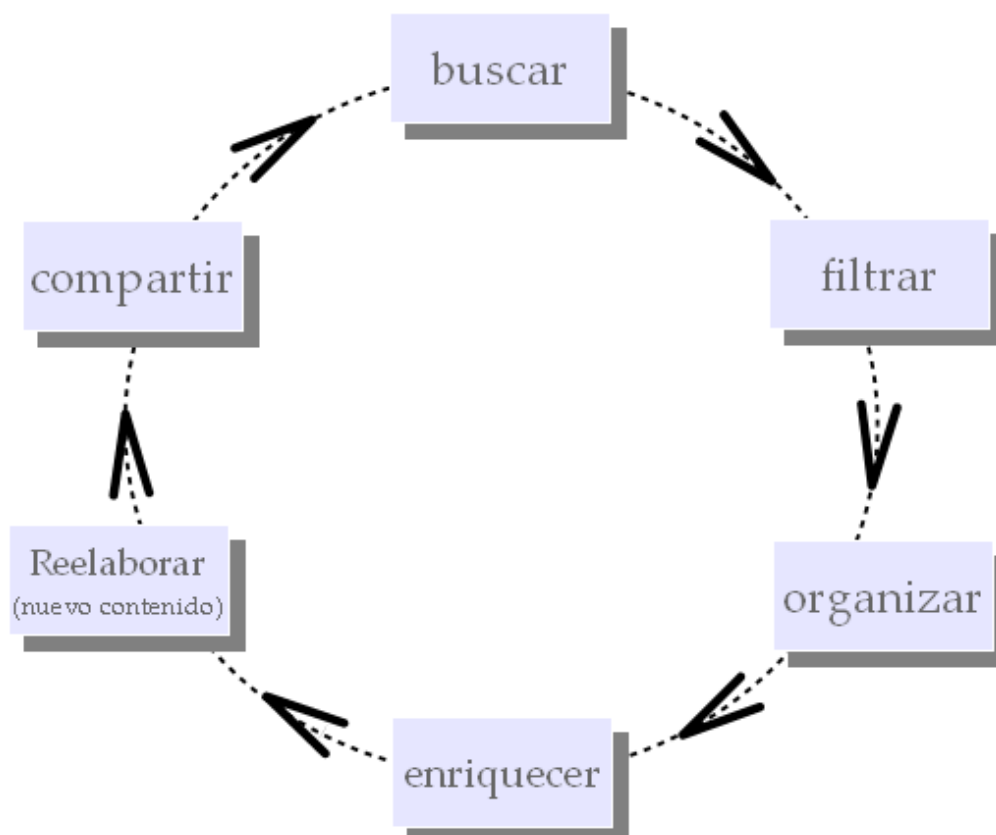 buscar
filtrar
organizar
enriquecer
Reelaborar
(nuevo contenido)
compartir